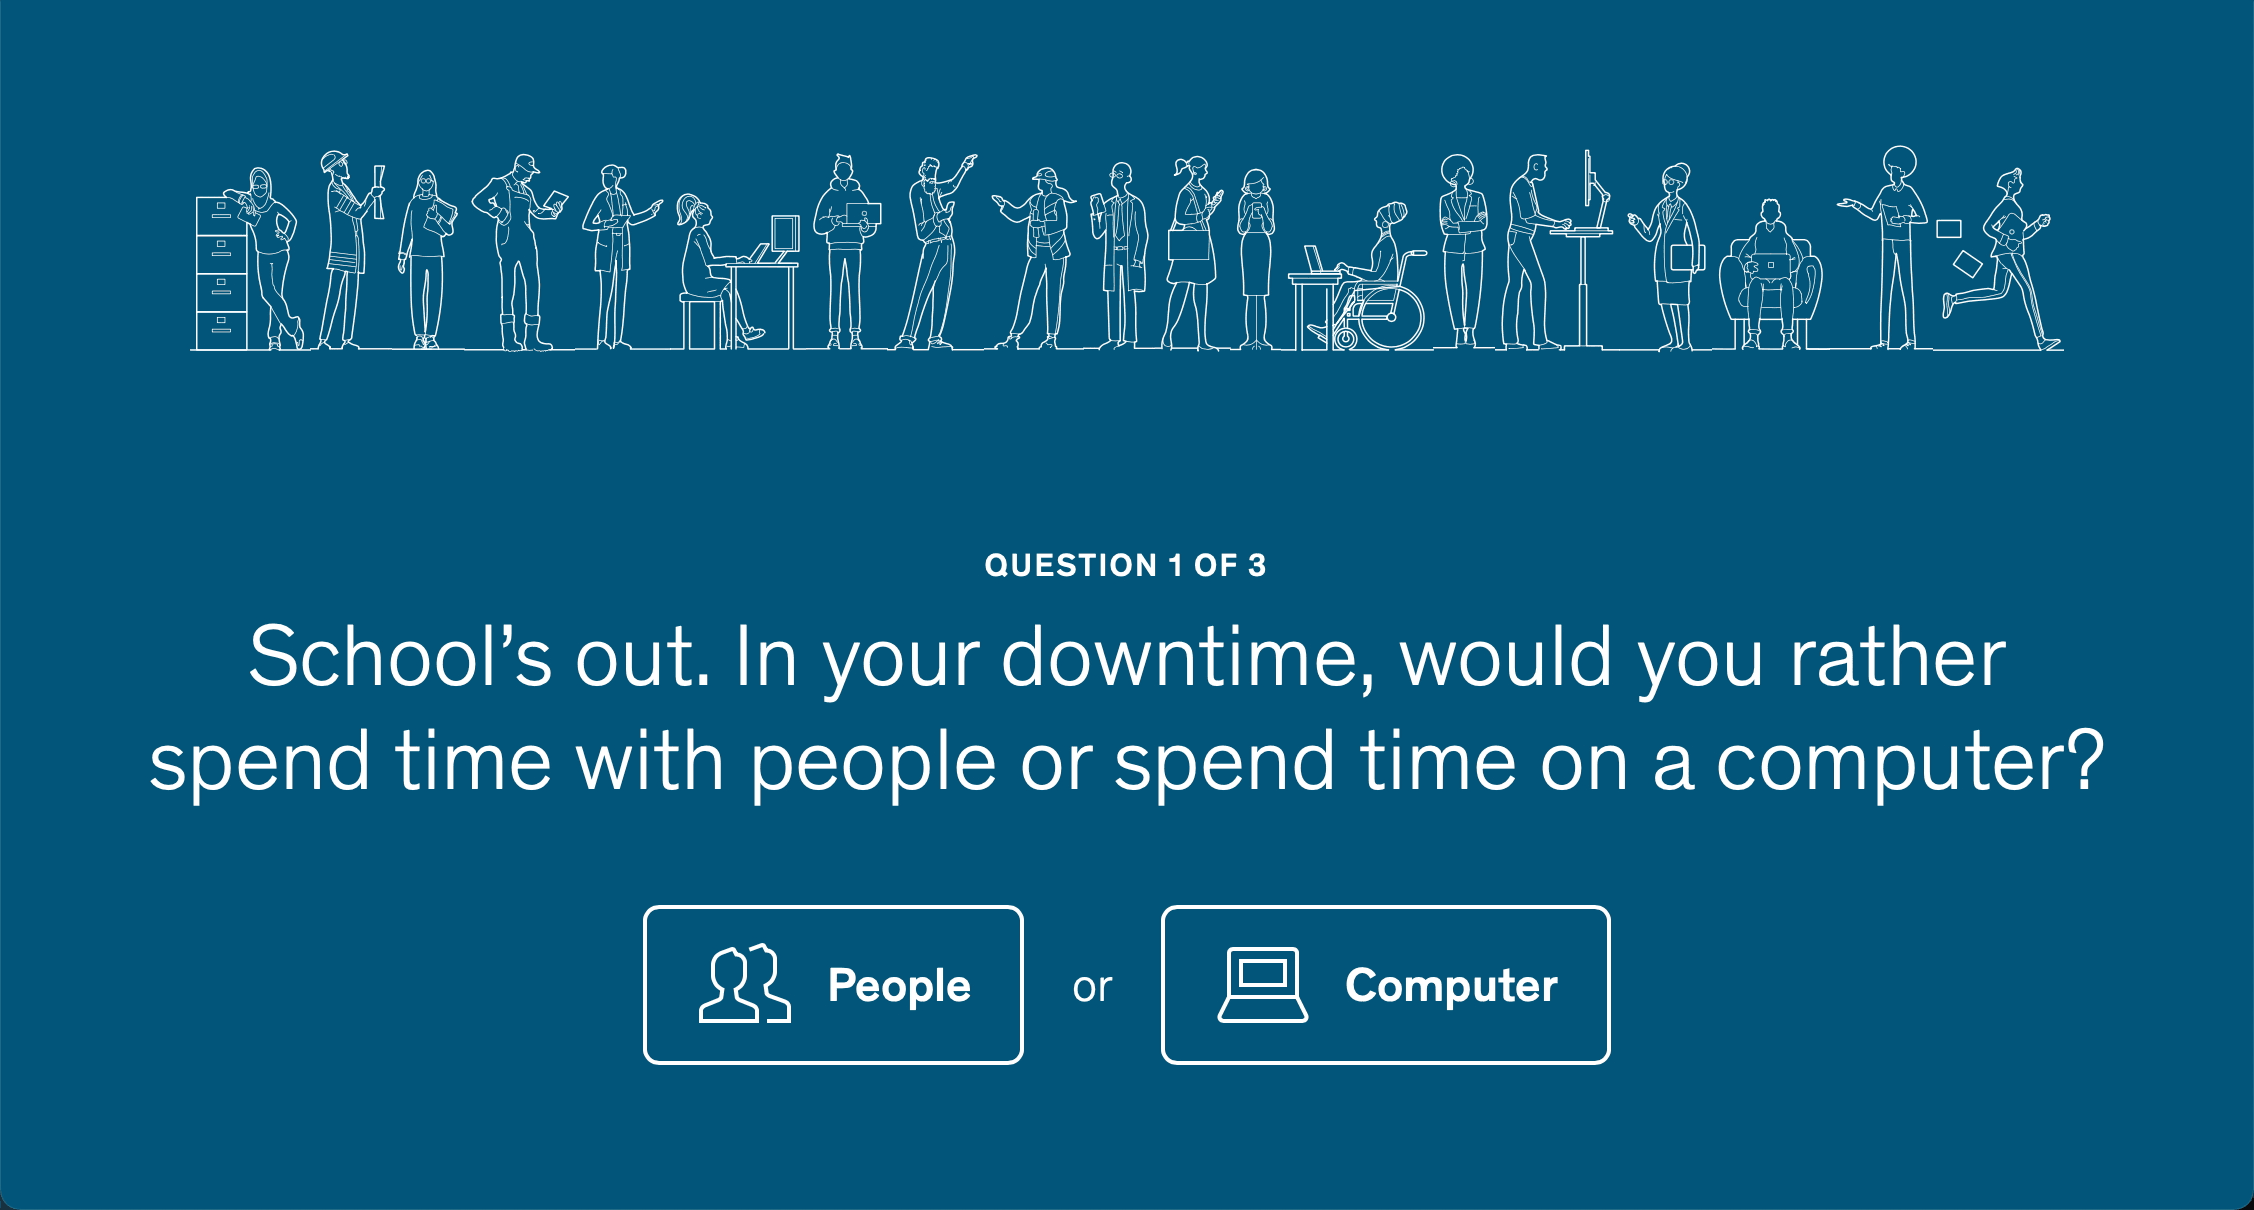 QUESTION 1 OF 3
School’s out. In your downtime, would you rather
spend time with people or spend time on a computer?
People or Computer